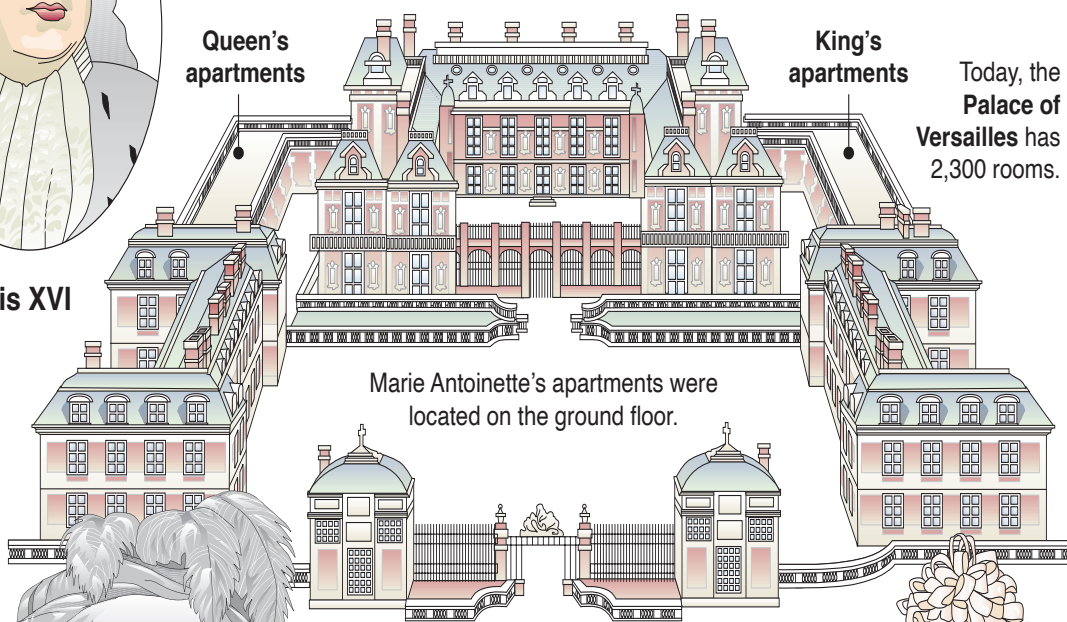 Queen’s
apartments
King’s
apartments
Today, the
Palace of
Versailles has
2,300 rooms.
is XVI
Marie Antoinette’s apartments were
located on the ground floor.